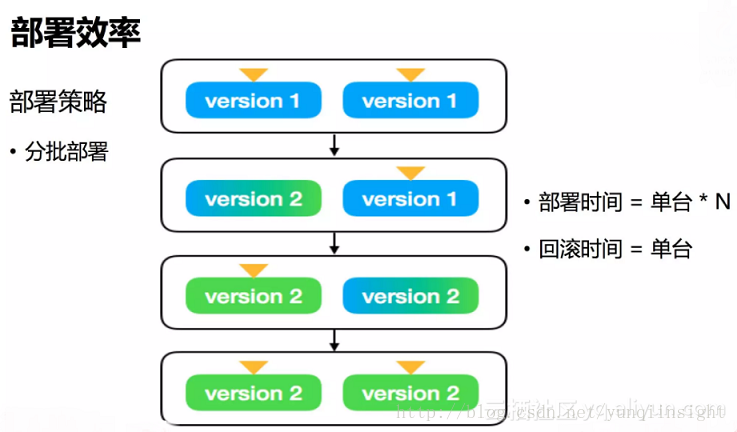 部署效率
部署策略
• 分批部署
version 1 version 1
version 2 version 1
• 部署时间 = 单台 * N
• 回滚时间 = 单台
version 2 version 2
version 2 version 2
http://blog.csdn.net/yunqiinsight